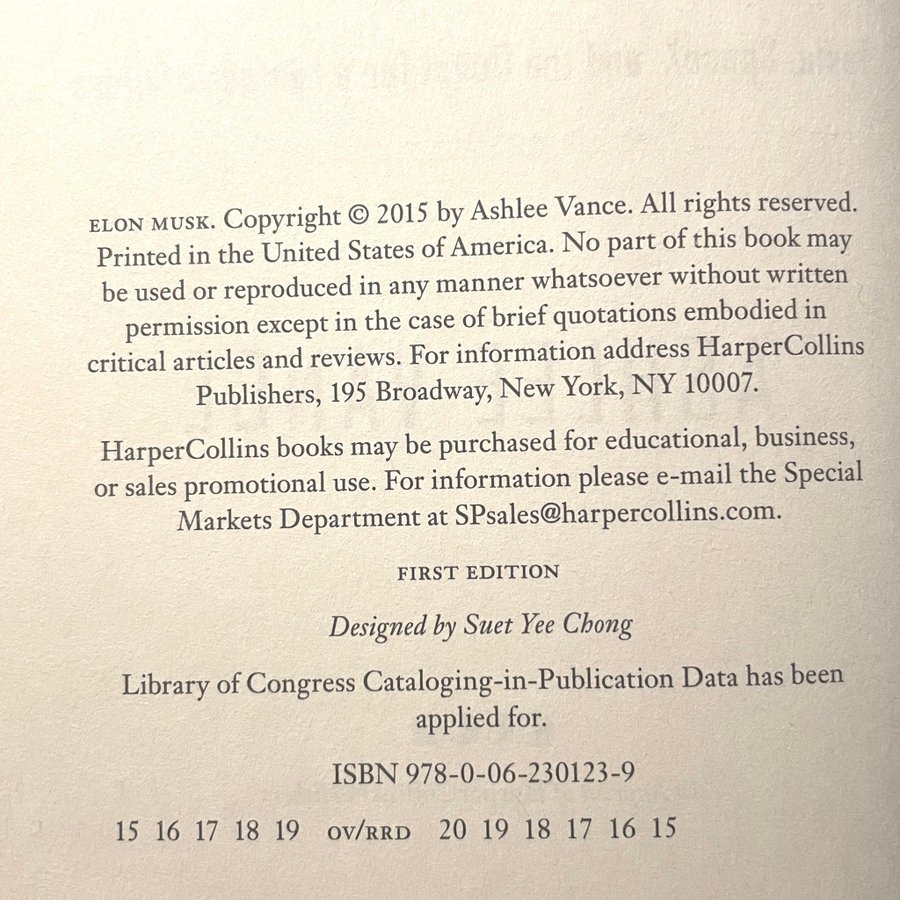 ELON MUSK. Copyright © 2015 by Ashlee Vance. All rights reserved.
Printed in the United States of America. No part of this book may
be used or reproduced in any manner whatsoever without written
permission except in the case of brief quotations embodied in
critical articles and reviews. For information address HarperCollins
Publishers, 195 Broadway, New York, NY 10007.
HarperCollins books may be purchased for educational, business,
or sales promotional use. For information please e-mail the Special
Markets Department at SPsales@harpercollins.com.
FIRST EDITION
Designed by Suet Yee Chong
Library of Congress Cataloging-in-Publication Data has been
applied for.
ISBN 978-0-06-230123-9
15 16 17 18 19 OV/RRD 20 19 18 17 16 15